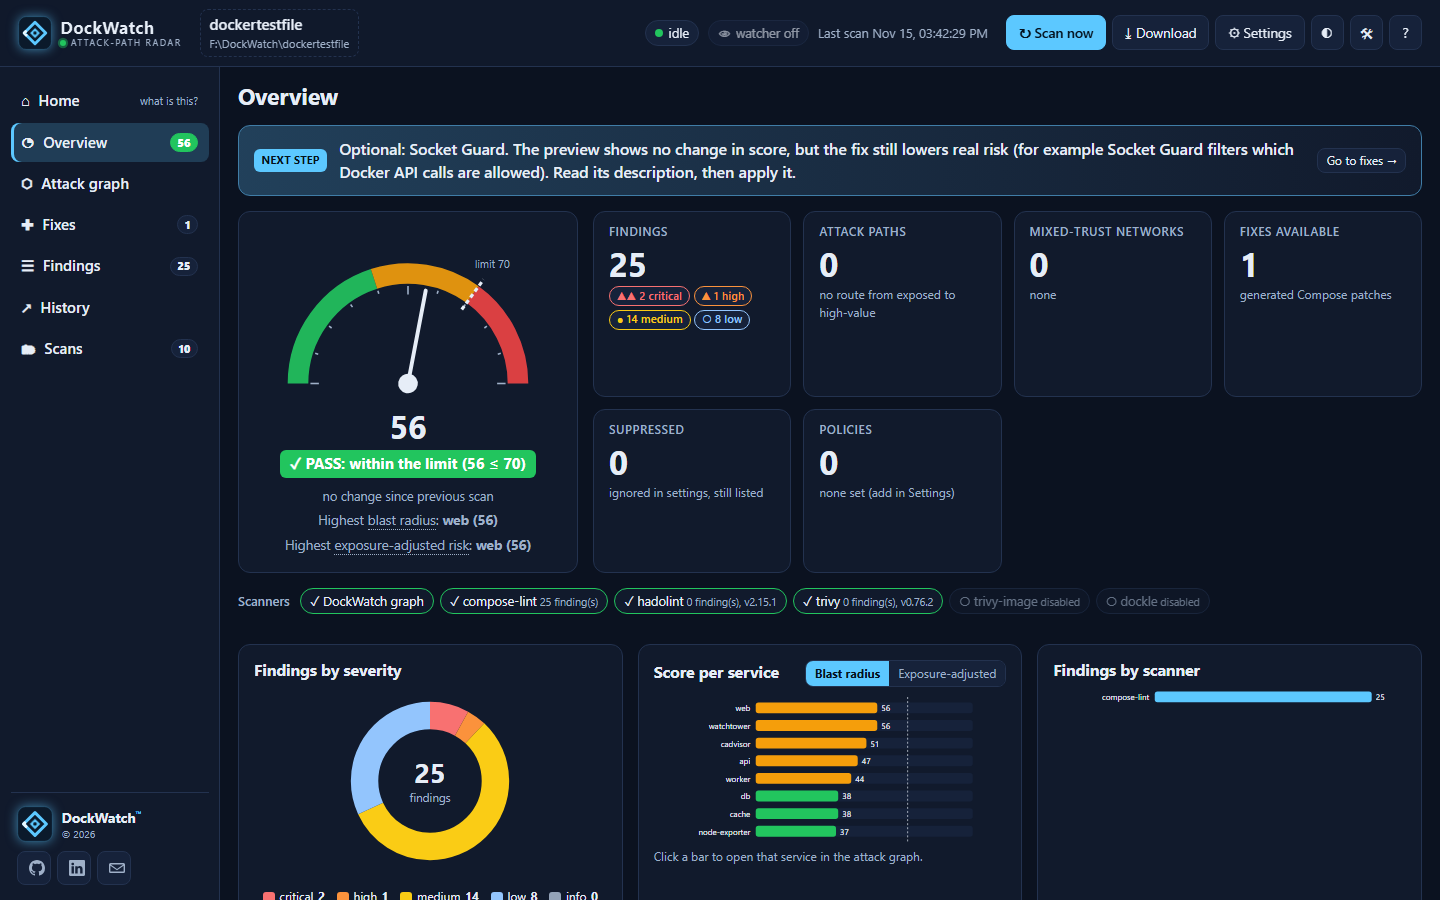 DockWatch
ATTACK-PATH RADAR
dockertestfile
F:\DockWatch\dockertestfile
idle
watcher off
Last scan Nov 15, 03:42:29 PM
↻ Scan now
Download
Settings
?
Home
what is this?
Overview
56
Attack graph
Fixes
1
Findings
25
History
Scans
10
DockWatch™
© 2026
Overview
NEXT STEP
Optional: Socket Guard. The preview shows no change in score, but the fix still lowers real risk (for example Socket Guard filters which
Docker API calls are allowed). Read its description, then apply it.
Go to fixes →
limit 70
56
✓ PASS: within the limit (56 ≤ 70)
no change since previous scan
Highest blast radius: web (56)
Highest exposure-adjusted risk: web (56)
FINDINGS
25
▲▲ 2 critical
▲ 1 high
● 14 medium
○ 8 low
ATTACK PATHS
0
no route from exposed to
high-value
MIXED-TRUST NETWORKS
0
none
FIXES AVAILABLE
1
generated Compose patches
SUPPRESSED
0
ignored in settings, still listed
POLICIES
0
none set (add in Settings)
Scanners
✓ DockWatch graph
✓ compose-lint 25 finding(s)
✓ hadolint 0 finding(s), v2.15.1
✓ trivy 0 finding(s), v0.76.2
○ trivy-image disabled
○ dockle disabled
Findings by severity
25
findings
critical 2
high 1
medium 14
low 8
info 0
Score per service
Blast radius
Exposure-adjusted
web 56
watchtower 56
cadvisor 51
api 47
worker 44
db 38
cache 38
node-exporter 37
Click a bar to open that service in the attack graph.
Findings by scanner
compose-lint 25